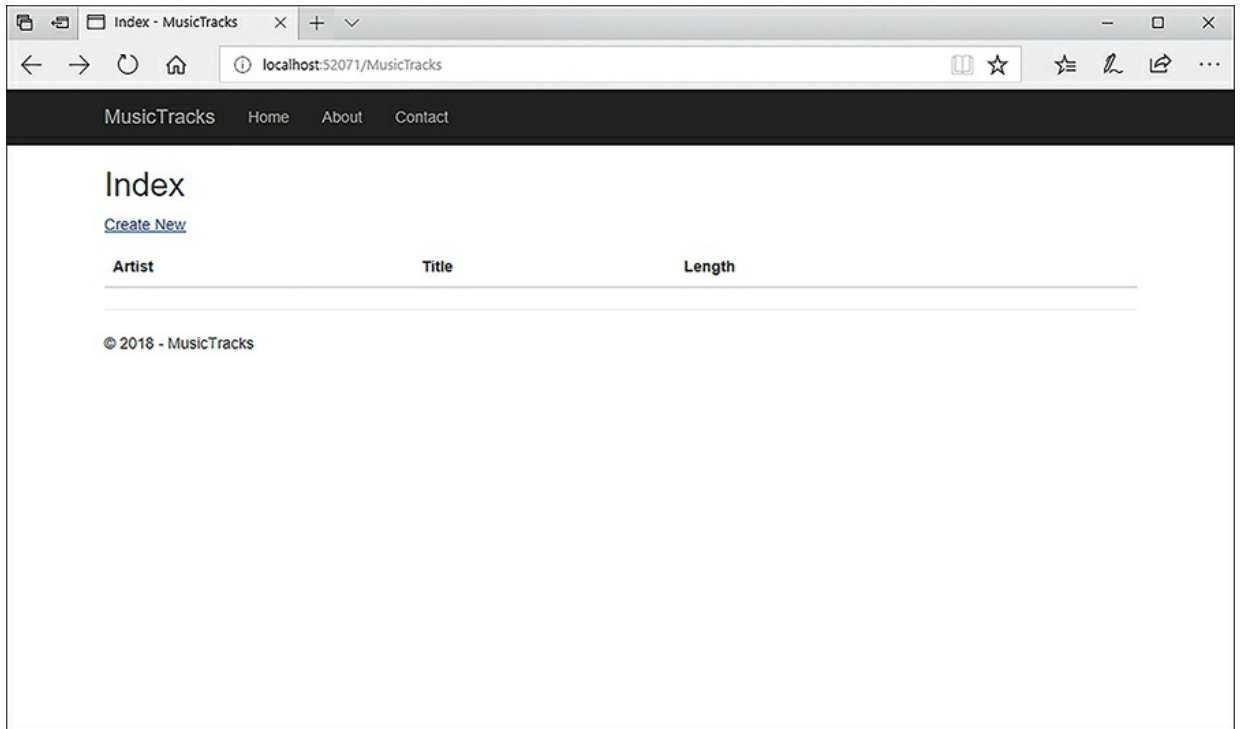 Index - MusicTracks
localhost:52071/MusicTracks
MusicTracks Home About Contact
Index
Create New
Artist Title Length
© 2018 - MusicTracks